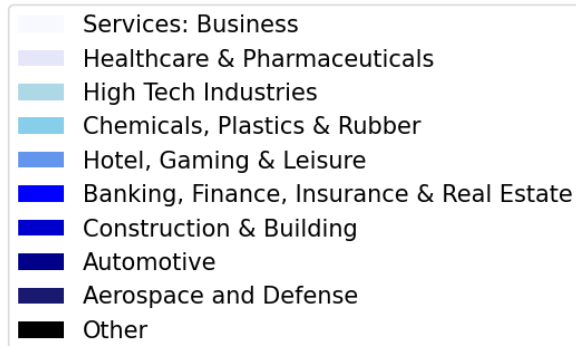 Services: Business
Healthcare & Pharmaceuticals
High Tech Industries
Chemicals, Plastics & Rubber
Hotel, Gaming & Leisure
Banking, Finance, Insurance & Real Estate
Construction & Building
Automotive
Aerospace and Defense
Other